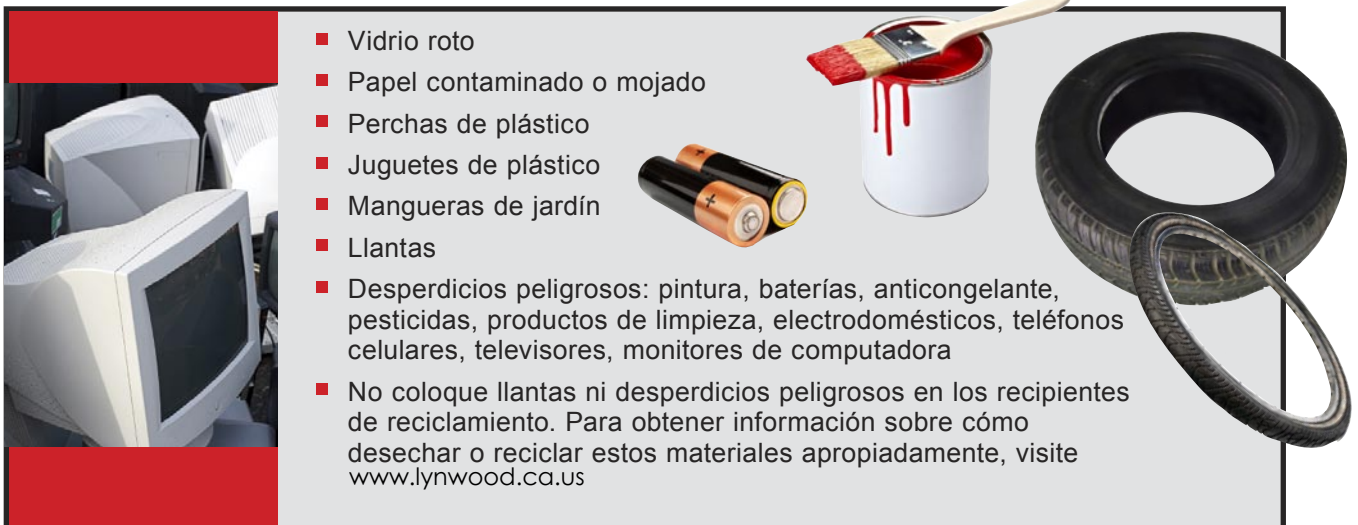 Vidrio roto
Papel contaminado o mojado
Perchas de plástico
Juguetes de plástico
Mangueras de jardín
Llantas
Desperdicios peligrosos: pintura, baterías, anticongelante,
pesticidas, productos de limpieza, electrodomésticos, teléfonos
celulares, televisores, monitores de computadora
No coloque llantas ni desperdicios peligrosos en los recipientes
de reciclamiento. Para obtener información sobre cómo
desechar o reciclar estos materiales apropiadamente, visite
www.lynwood.ca.us